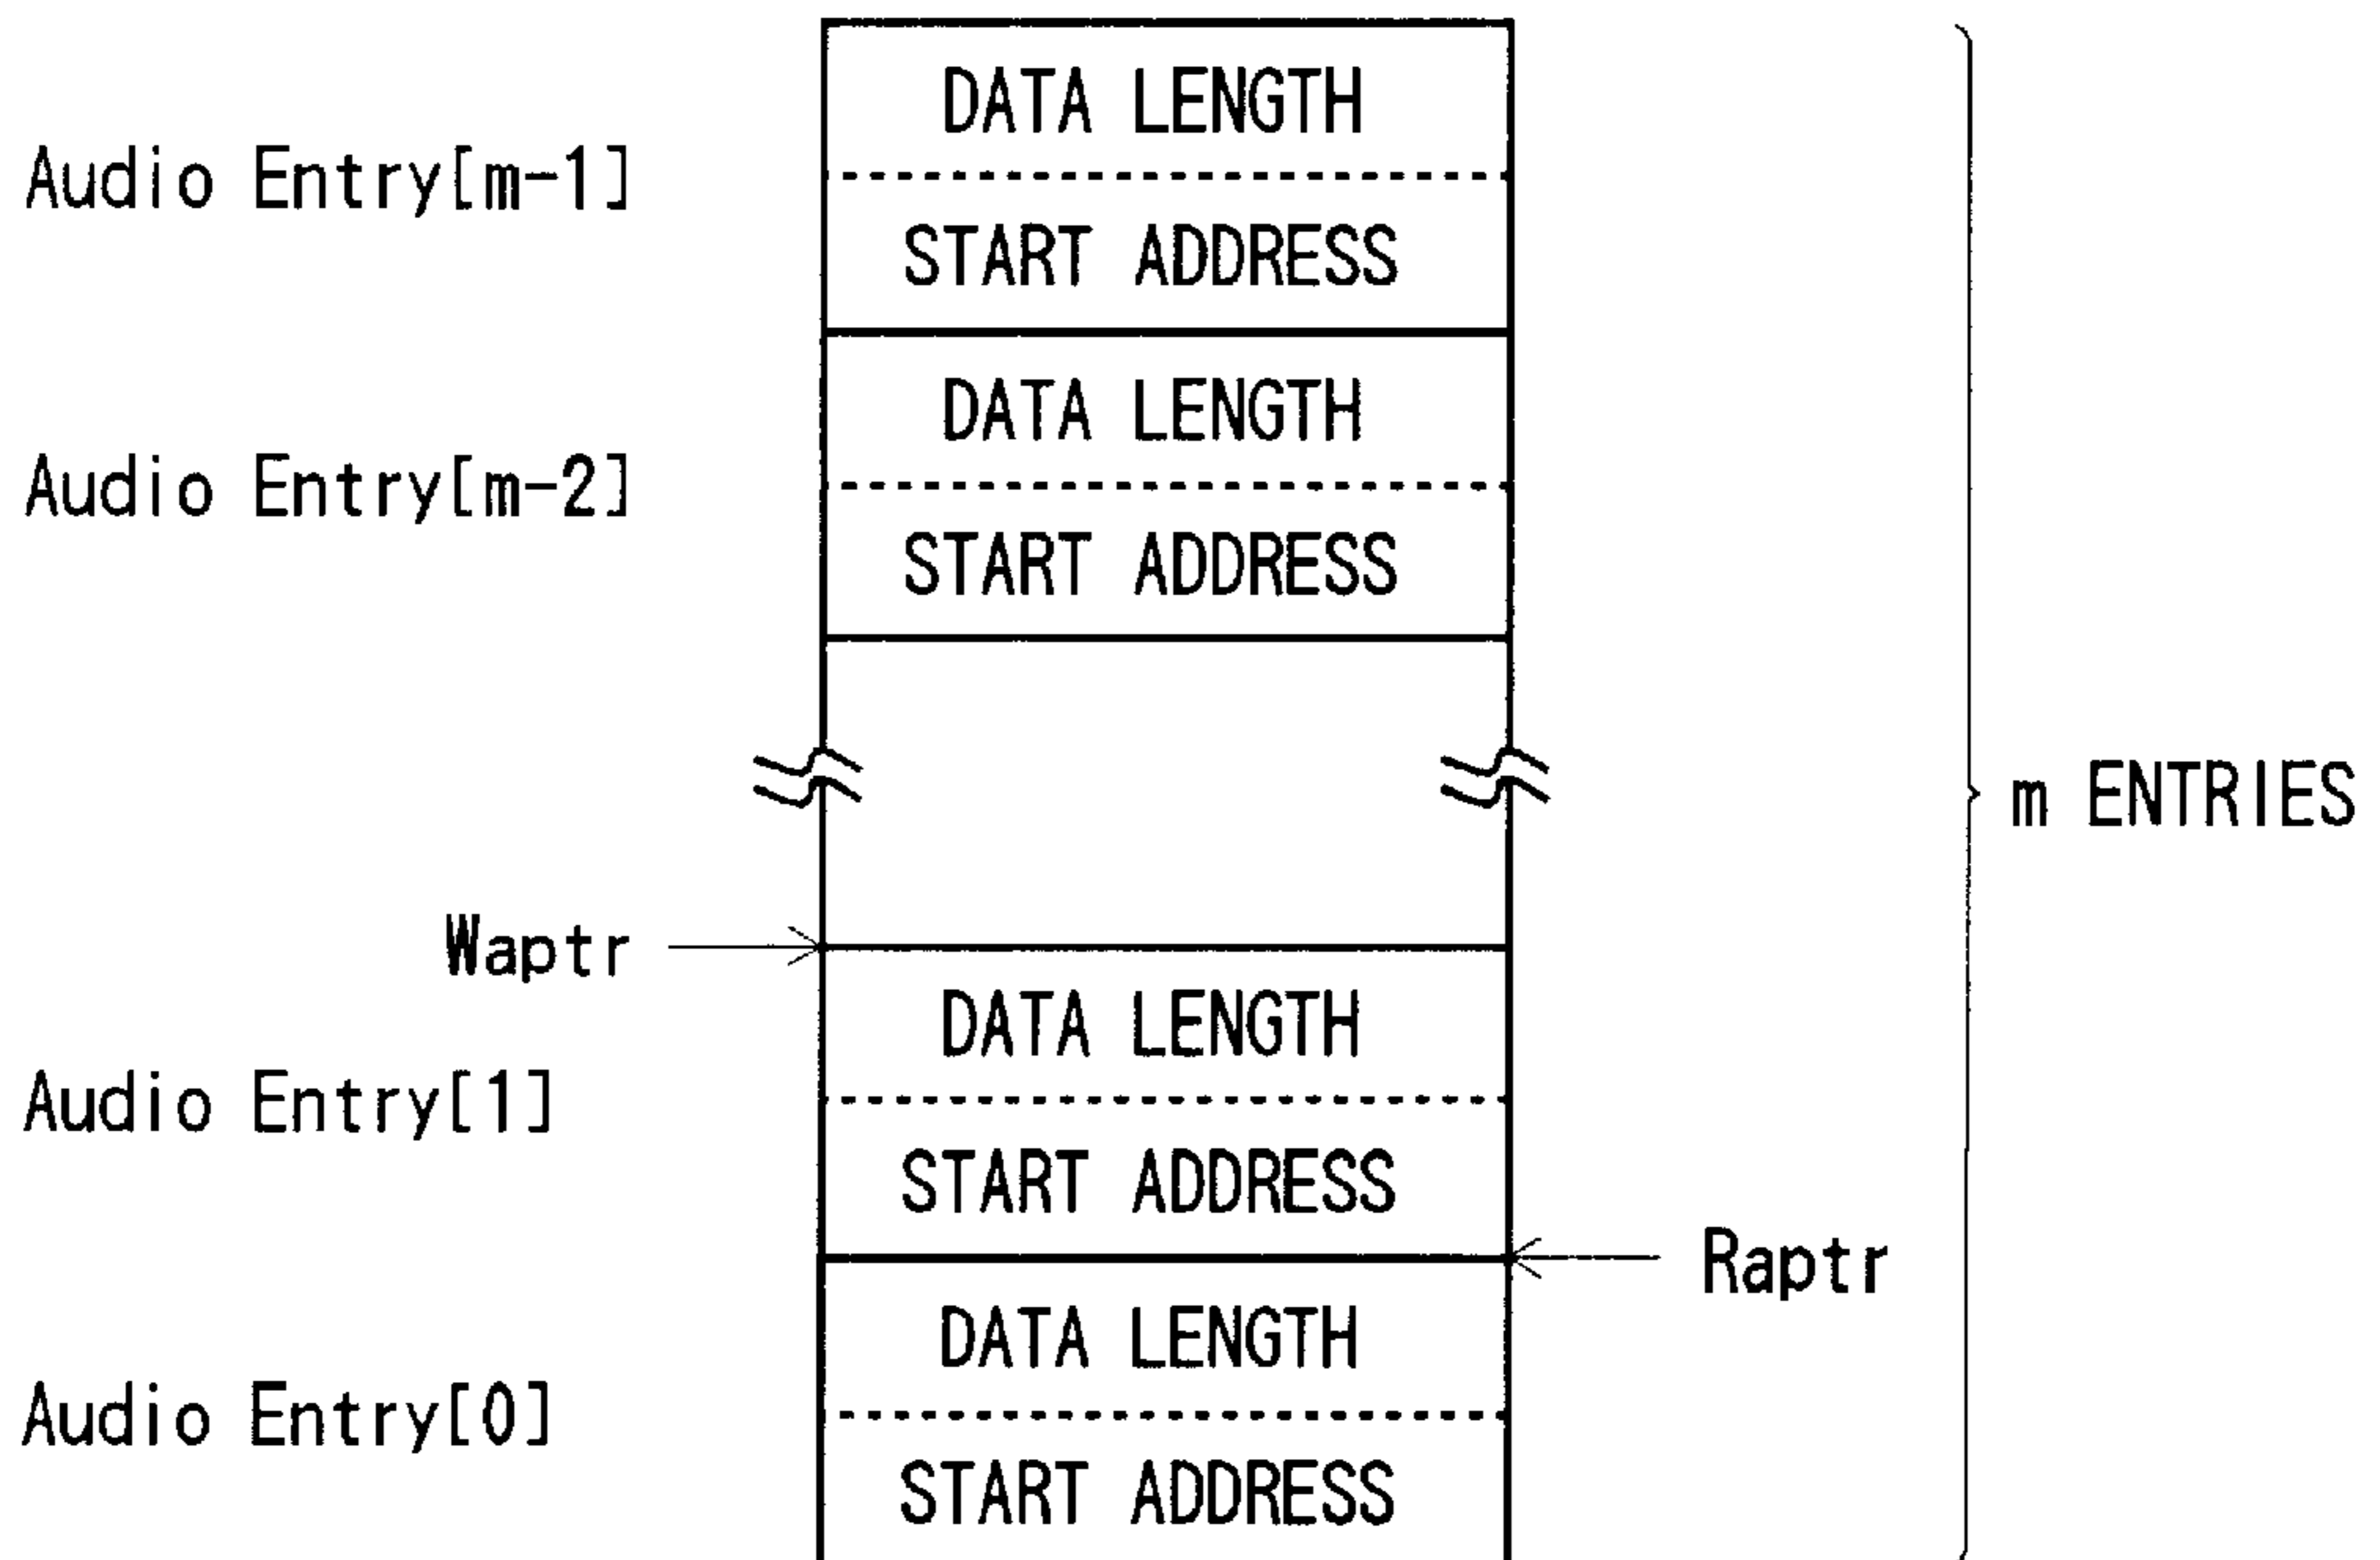 DATA LENGTH
Audio Entry[m-1]
START ADDRESS
DATA LENGTH
Audio Entry[m-2]
START ADDRESS
m ENTRIES
Waptr
DATA LENGTH
Audio Entry[1]
START ADDRESS
Raptr
DATA LENGTH
Audio Entry[0]
START ADDRESS